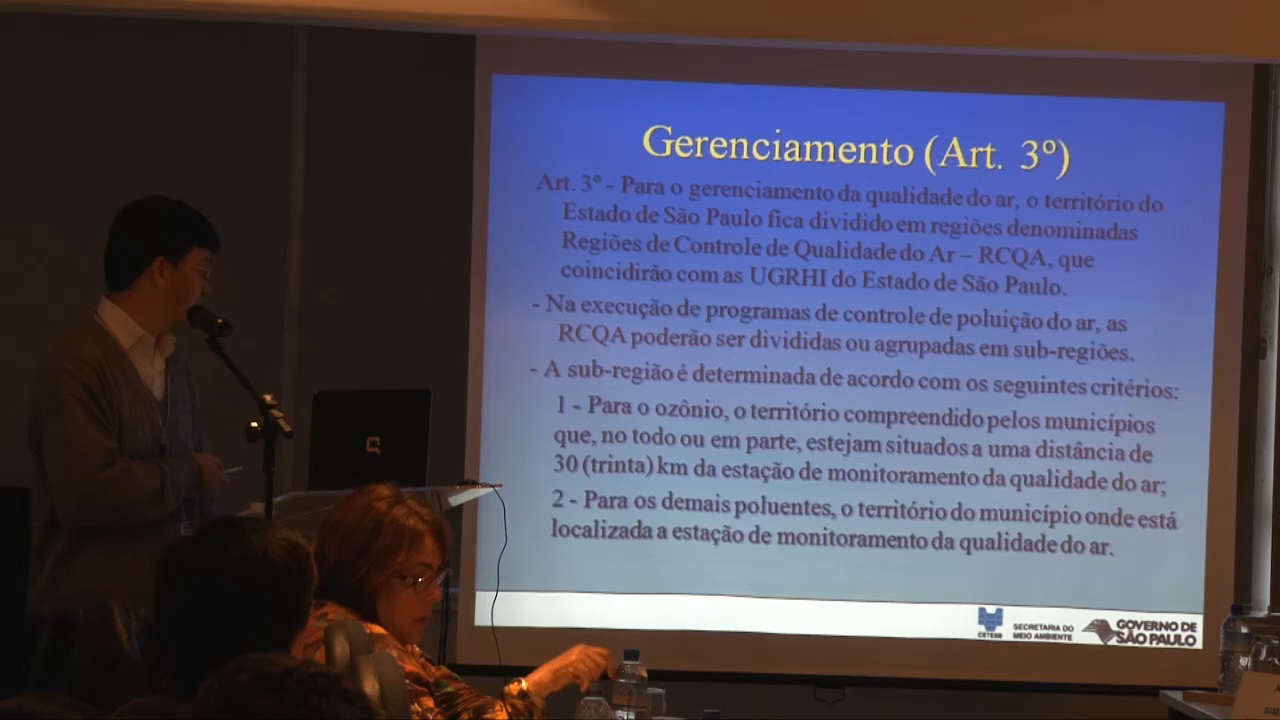 Gerenciamento (Art. 3º)
Art. 3º - Para o gerenciamento da qualidade do ar, o território do
Estado de São Paulo fica dividido em regiões denominadas
Regiões de Controle de Qualidade do Ar – RCQA, que
coincidirão com as UGRHI do Estado de São Paulo.
- Na execução de programas de controle de poluição do ar, as
RCQA poderão ser divididas ou agrupadas em sub-regiões.
- A sub-região é determinada de acordo com os seguintes critérios:
1 - Para o ozônio, o território compreendido pelos municípios
que, no todo ou em parte, estejam situados a uma distância de
30 (trinta) km da estação de monitoramento da qualidade do ar;
2 - Para os demais poluentes, o território do município onde está
localizada a estação de monitoramento da qualidade do ar.
CETESB
SECRETARIA DO
MEIO AMBIENTE
GOVERNO DE
SÃO PAULO